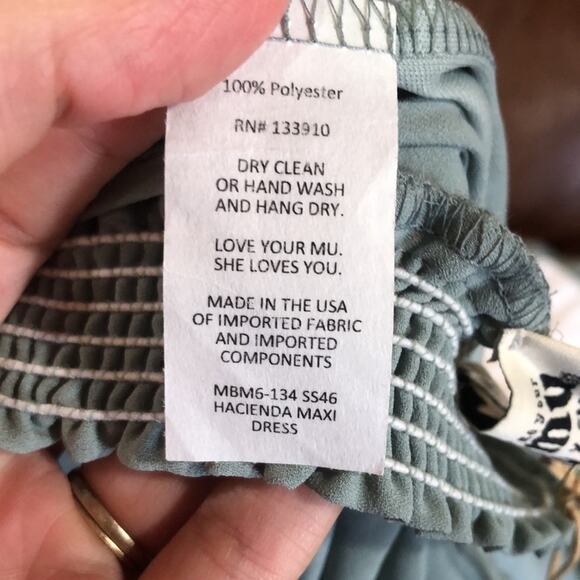 100% Polyester
RN# 133910
DRY CLEAN
OR HAND WASH
AND HANG DRY.
LOVE YOUR MU.
SHE LOVES YOU.
MADE IN THE USA
OF IMPORTED FABRIC
AND IMPORTED
COMPONENTS
MBM6-134 SS46
HACIENDA MAXI
DRESS
mu